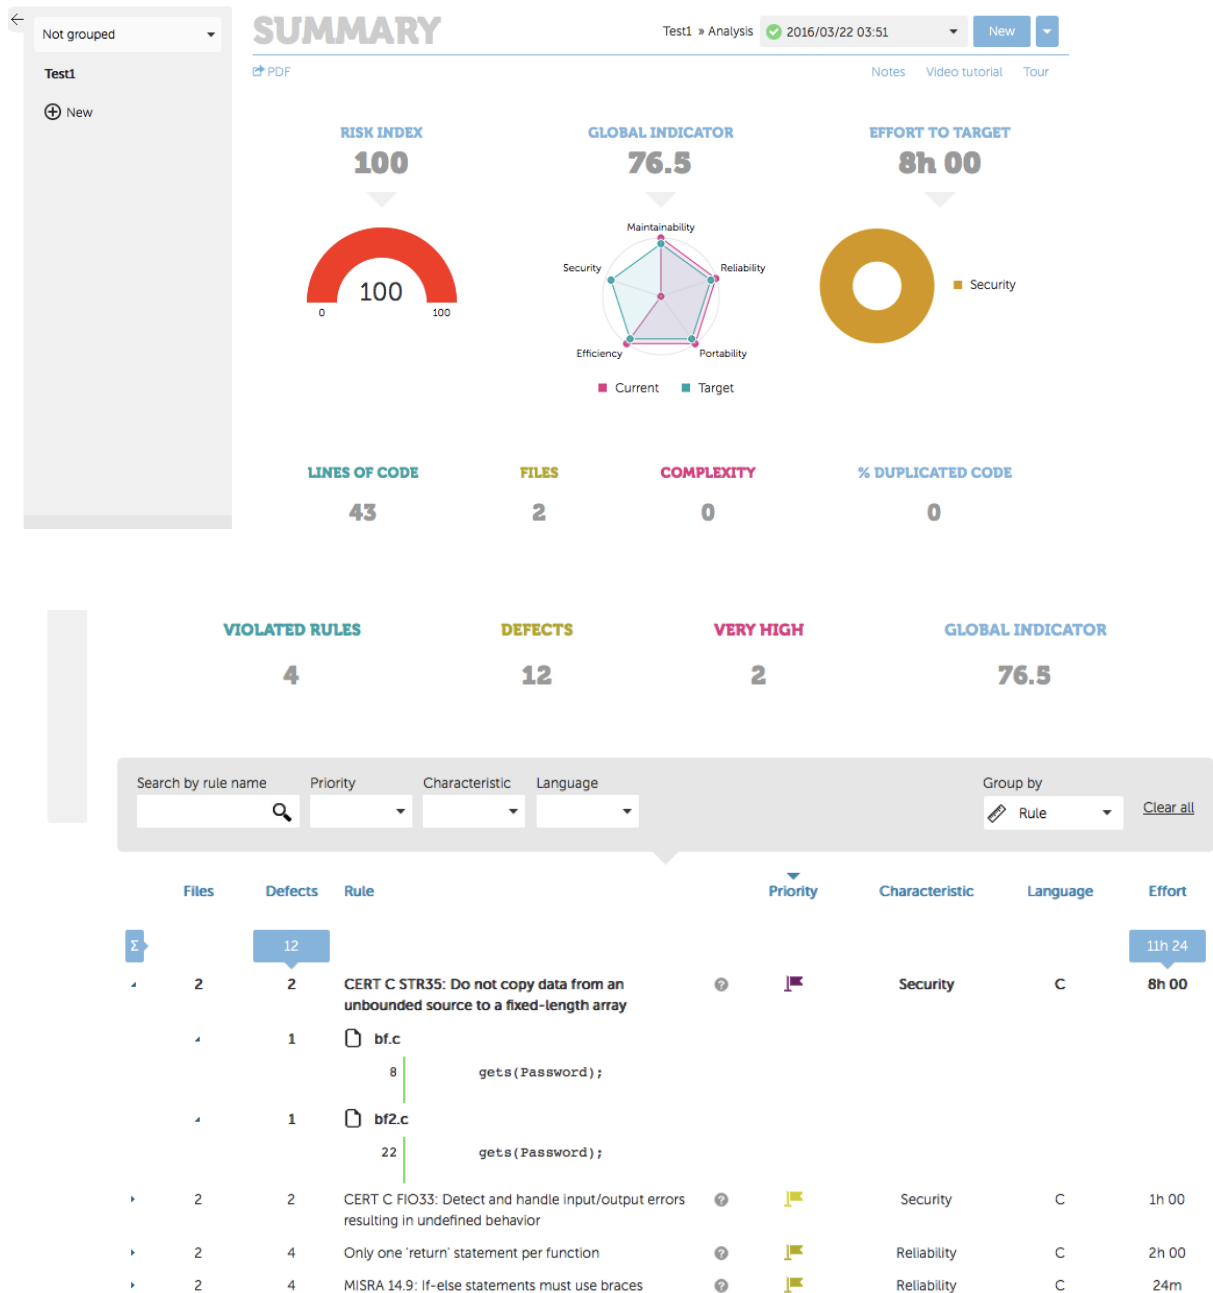 Not grouped
Test1
New
SUMMARY
Test1 » Analysis 2016/03/22 03:51 New
PDF
Notes Video tutorial Tour
RISK INDEX
100
100
0 100
GLOBAL INDICATOR
76.5
Maintainability
Security Reliability
Efficiency Portability
Current Target
EFFORT TO TARGET
8h 00
Security
LINES OF CODE FILES COMPLEXITY % DUPLICATED CODE
43 2 0 0
VIOLATED RULES DEFECTS VERY HIGH GLOBAL INDICATOR
4 12 2 76.5
Search by rule name Priority Characteristic Language Group by
Rule Clear all
Files Defects Rule Priority Characteristic Language Effort
Σ 12 11h 24
2 2 CERT C STR35: Do not copy data from an ? Security C 8h 00
unbounded source to a fixed-length array
1 bf.c
8 gets(Password);
1 bf2.c
22 gets(Password);
2 2 CERT C FIO33: Detect and handle input/output errors ? Security C 1h 00
resulting in undefined behavior
2 4 Only one 'return' statement per function ? Reliability C 2h 00
2 4 MISRA 14.9: If-else statements must use braces ? Reliability C 24m